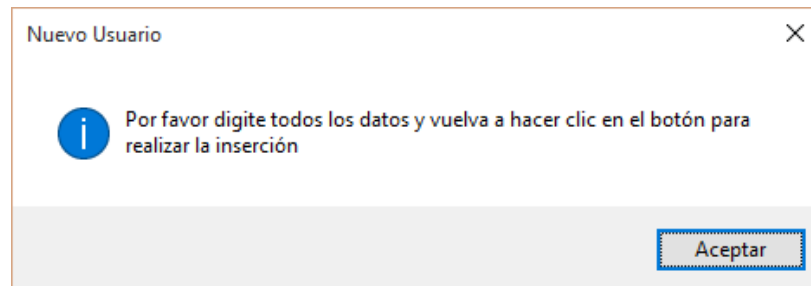 Nuevo Usuario
Por favor digite todos los datos y vuelva a hacer clic en el botón para
realizar la inserción
Aceptar